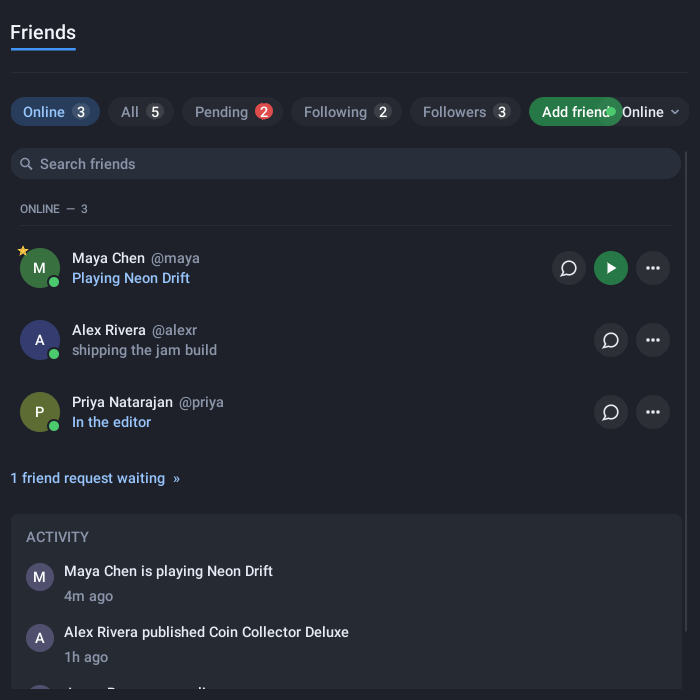 Friends
Online 3 All 5 Pending 2 Following 2 Followers 3 Add friend Online
Search friends
ONLINE — 3
M
Maya Chen @maya
Playing Neon Drift
A
Alex Rivera @alexr
shipping the jam build
P
Priya Natarajan @priya
In the editor
1 friend request waiting »
ACTIVITY
M
Maya Chen is playing Neon Drift
4m ago
A
Alex Rivera published Coin Collector Deluxe
1h ago